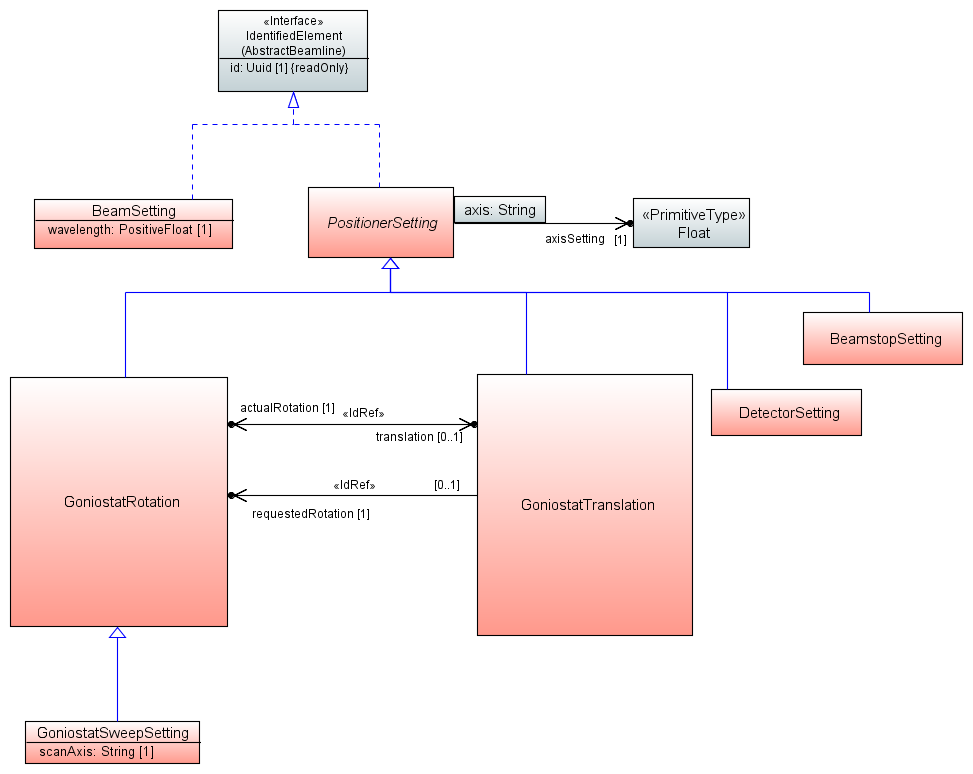 «Interface»
IdentifiedElement
(AbstractBeamline)
id: Uuid [1] {readOnly}
BeamSetting
wavelength: PositiveFloat [1]
PositionerSetting
axis: String
axisSetting [1]
«PrimitiveType»
Float
BeamstopSetting
DetectorSetting
actualRotation [1]
«IdRef»
translation [0..1]
GoniostatRotation
«IdRef»
[0..1]
requestedRotation [1]
GoniostatTranslation
GoniostatSweepSetting
scanAxis: String [1]